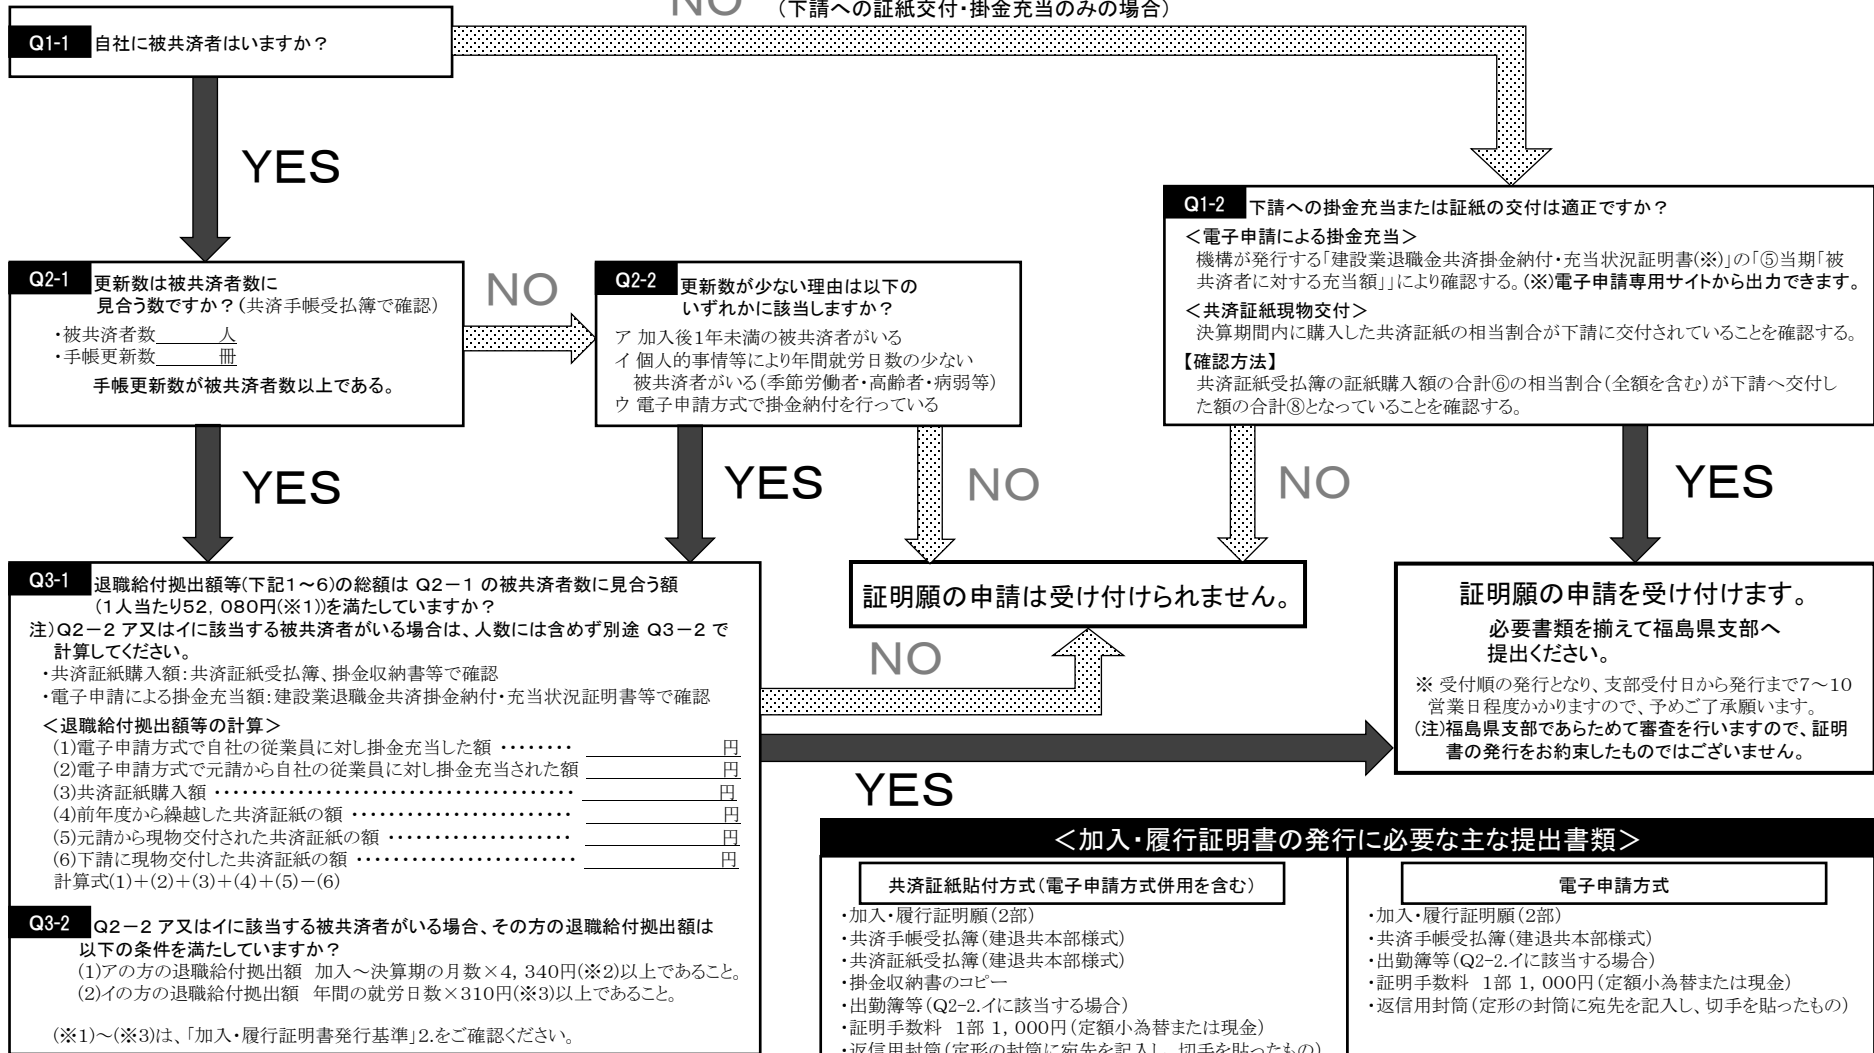 NO （下請への証紙交付・掛金充当のみの場合）
Q1-1 自社に被共済者はいますか？
YES
Q1-2 下請への掛金充当または証紙の交付は適正ですか？
＜電子申請による掛金充当＞
機構が発行する「建設業退職金共済掛金納付・充当状況証明書(※)」の「⑤当期「被
共済者に対する充当額」」により確認する。(※)電子申請専用サイトから出力できます。
＜共済証紙現物交付＞
決算期間内に購入した共済証紙の相当割合が下請に交付されていることを確認する。
【確認方法】
共済証紙受払簿の証紙購入額の合計⑥の相当割合（全額を含む）が下請へ交付し
た額の合計⑧となっていることを確認する。
Q2-1 更新数は被共済者数に
見合う数ですか？(共済手帳受払簿で確認)
・被共済者数 人
・手帳更新数 冊
手帳更新数が被共済者数以上である。
NO
Q2-2 更新数が少ない理由は以下の
いずれかに該当しますか？
ア 加入後1年未満の被共済者がいる
イ 個人的事情等により年間就労日数の少ない
被共済者がいる（季節労働者・高齢者・病弱等）
ウ 電子申請方式で掛金納付を行っている
YES
YES
NO
NO
YES
Q3-1 退職給付拠出額等(下記1～6)の総額は Q2－1 の被共済者数に見合う額
(1人当たり52，080円(※1))を満たしていますか？
注)Q2－2 ア又はイに該当する被共済者がいる場合は、人数には含めず別途 Q3－2 で
計算してください。
・共済証紙購入額：共済証紙受払簿、掛金収納書等で確認
・電子申請による掛金充当額：建設業退職金共済掛金納付・充当状況証明書等で確認
＜退職給付拠出額等の計算＞
(1)電子申請方式で自社の従業員に対し掛金充当した額 ・・・・・・・・ 円
(2)電子申請方式で元請から自社の従業員に対し掛金充当された額 円
(3)共済証紙購入額 ・・・・・・・・・・・・・・・・・・・・・・・・・・・・・・・・・・・・・ 円
(4)前年度から繰越した共済証紙の額 ・・・・・・・・・・・・・・・・・・・・・・ 円
(5)元請から現物交付された共済証紙の額 ・・・・・・・・・・・・・・・・・・ 円
(6)下請に現物交付した共済証紙の額 ・・・・・・・・・・・・・・・・・・・・・・ 円
計算式(1)＋(2)＋(3)＋(4)＋(5)－(6)
Q3-2 Q2－2 ア又はイに該当する被共済者がいる場合、その方の退職給付拠出額は
以下の条件を満たしていますか？
(1)アの方の退職給付拠出額 加入～決算期の月数×4，340円(※2)以上であること。
(2)イの方の退職給付拠出額 年間の就労日数×310円(※3)以上であること。
(※1)～(※3)は、「加入・履行証明書発行基準」2.をご確認ください。
証明願の申請は受け付けられません。
NO
YES
証明願の申請を受け付けます。
必要書類を揃えて福島県支部へ
提出ください。
※ 受付順の発行となり、支部受付日から発行まで7～10
営業日程度かかりますので、予めご了承願います。
(注)福島県支部であらためて審査を行いますので、証明
書の発行をお約束したものではございません。
＜加入・履行証明書の発行に必要な主な提出書類＞
共済証紙貼付方式（電子申請方式併用を含む）
・加入・履行証明願（2部）
・共済手帳受払簿（建退共本部様式）
・共済証紙受払簿（建退共本部様式）
・掛金収納書のコピー
・出勤簿等（Q2-2.イに該当する場合）
・証明手数料 1部 1，000円（定額小為替または現金）
・返信用封筒（定形の封筒に宛先を記入し、切手を貼ったもの）
電子申請方式
・加入・履行証明願（2部）
・共済手帳受払簿（建退共本部様式）
・出勤簿等（Q2-2.イに該当する場合）
・証明手数料 1部 1，000円（定額小為替または現金）
・返信用封筒（定形の封筒に宛先を記入し、切手を貼ったもの）